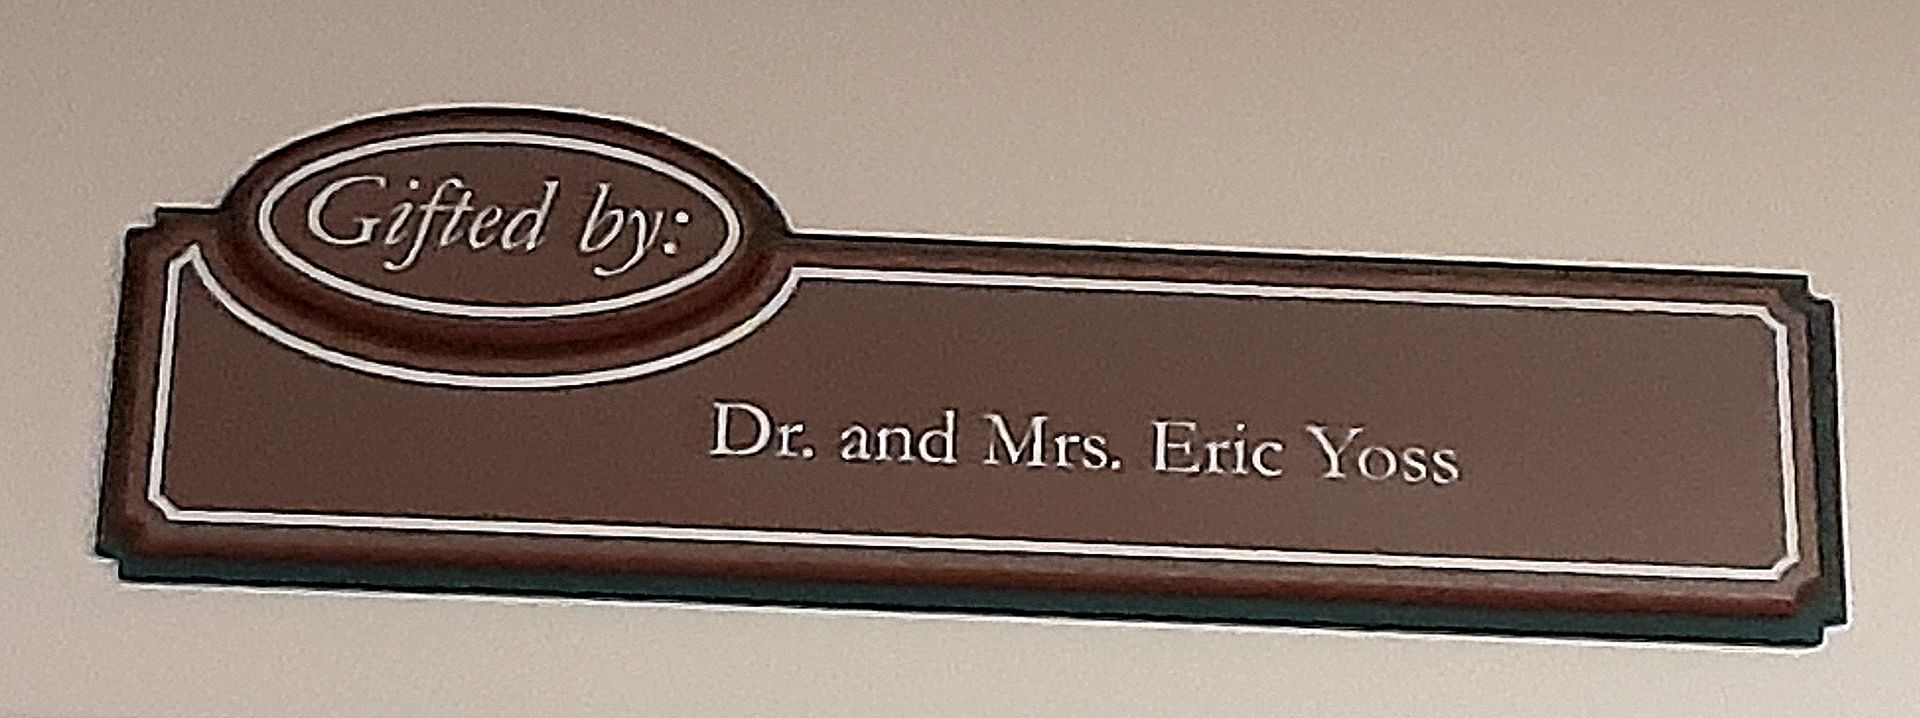 Gifted by:
Dr. and Mrs. Eric Yoss